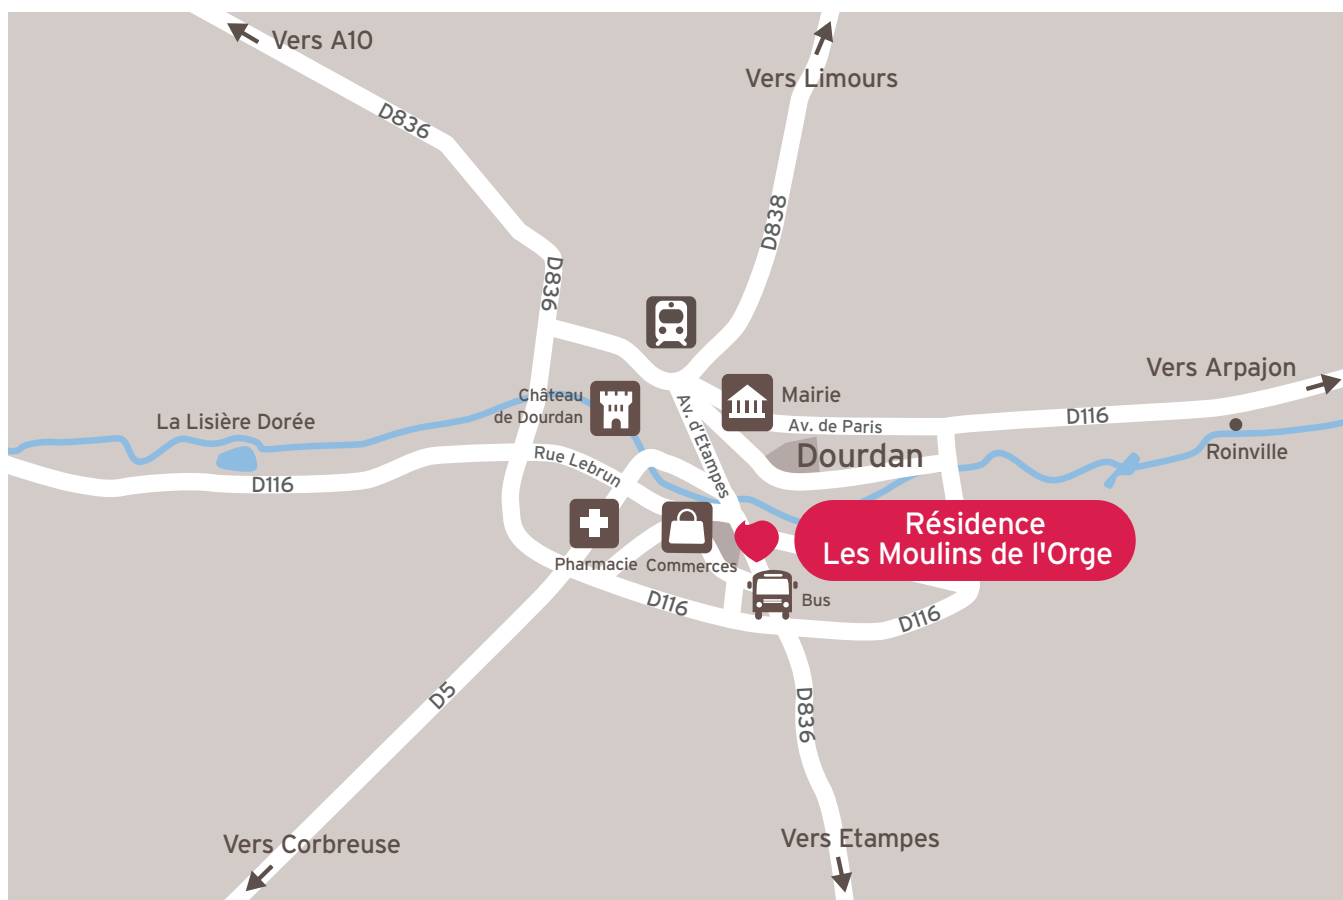 Vers A10
Vers Limours
D836
D838
D836
Vers Arpajon
Château
de Dourdan
Mairie
Av. d'Etampes
D116
La Lisière Dorée
Av. de Paris
Dourdan
Roinville
Rue Lebrun
D116
Résidence
Les Moulins de l'Orge
Pharmacie
Commerces
Bus
D116
D116
D5
D836
Vers Corbreuse
Vers Etampes